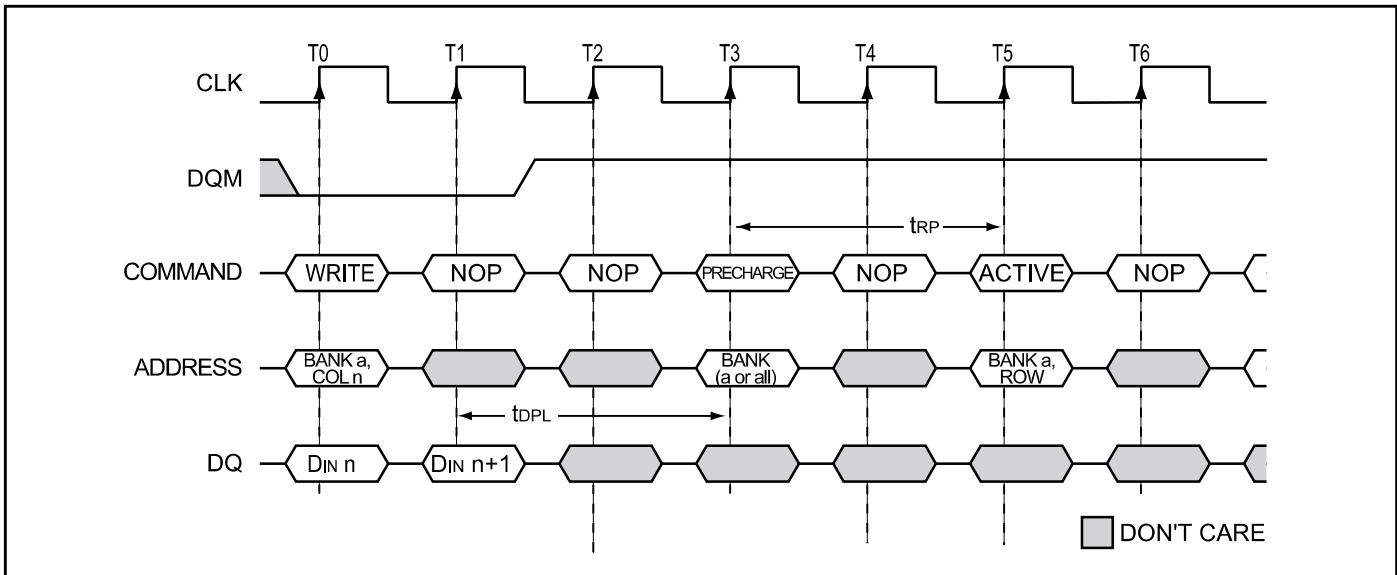 T0 T1 T2 T3 T4 T5 T6
CLK
DQM
tRP
COMMAND WRITE NOP NOP PRECHARGE NOP ACTIVE NOP
ADDRESS BANK a, COL n BANK (a or all) BANK a, ROW
tDPL
DQ DIN n DIN n+1
DON'T CARE